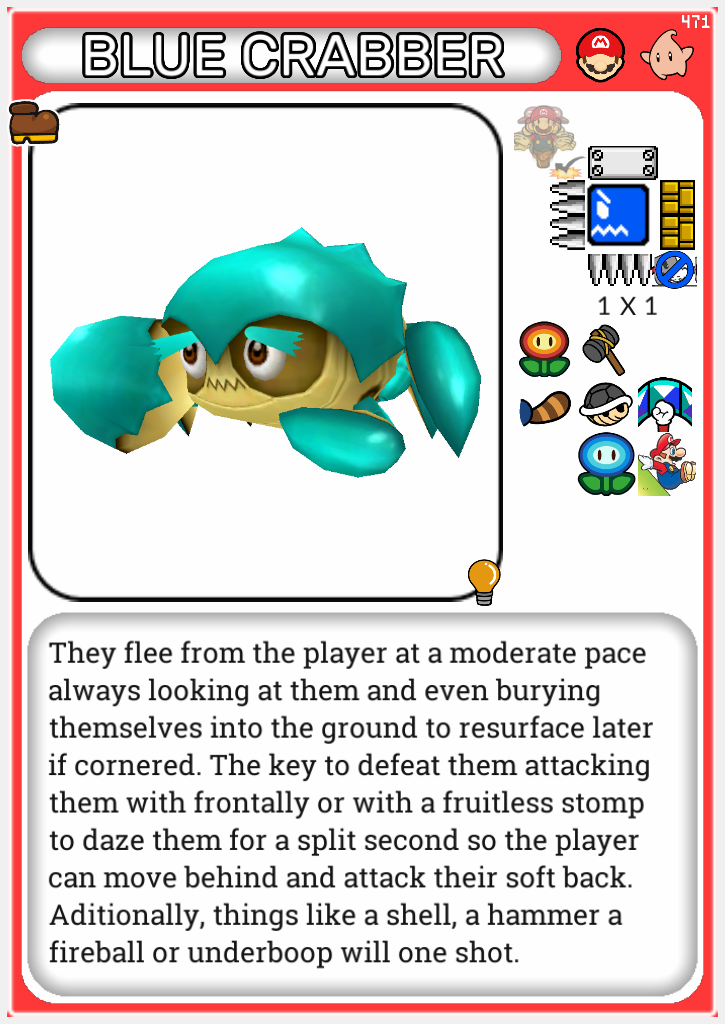 471
BLUE CRABBER
M
1 X 1
They flee from the player at a moderate pace
always looking at them and even burying
themselves into the ground to resurface later
if cornered. The key to defeat them attacking
them with frontally or with a fruitless stomp
to daze them for a split second so the player
can move behind and attack their soft back.
Aditionally, things like a shell, a hammer a
fireball or underboop will one shot.